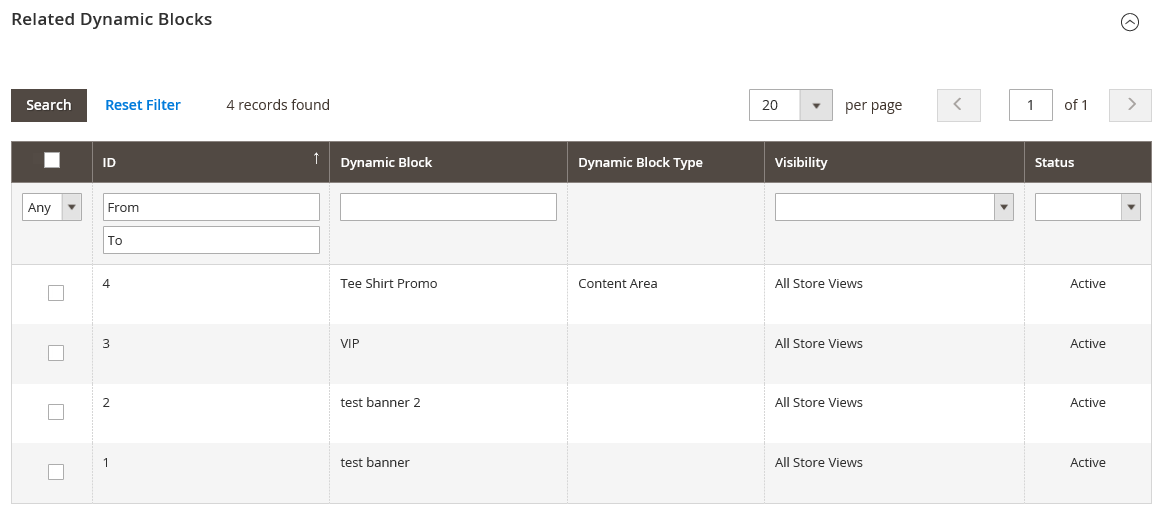 Related Dynamic Blocks
Search Reset Filter 4 records found 20 per page 1 of 1
ID ↑ Dynamic Block Dynamic Block Type Visibility Status
Any From
To
4 Tee Shirt Promo Content Area All Store Views Active
3 VIP All Store Views Active
2 test banner 2 All Store Views Active
1 test banner All Store Views Active